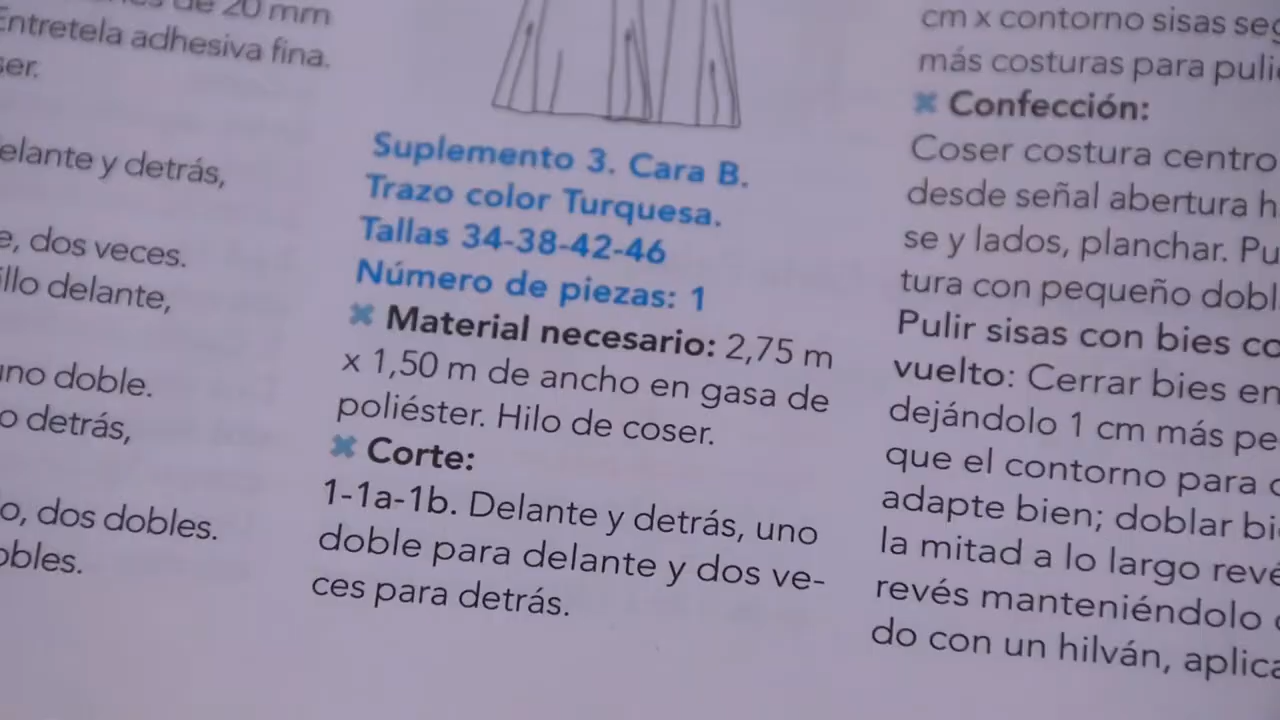 de 20 mm
Entretela adhesiva fina.
ser.
elante y detrás,
e, dos veces.
illo delante,
uno doble.
o detrás,
o, dos dobles.
obles.
Suplemento 3. Cara B.
Trazo color Turquesa.
Tallas 34-38-42-46
Número de piezas: 1
✖ Material necesario: 2,75 m
x 1,50 m de ancho en gasa de
poliéster. Hilo de coser.
✖ Corte:
1-1a-1b. Delante y detrás, uno
doble para delante y dos ve-
ces para detrás.
cm x contorno sisas seg
más costuras para puli
✖ Confección:
Coser costura centro
desde señal abertura h
se y lados, planchar. Pu
tura con pequeño dobl
Pulir sisas con bies co
vuelto: Cerrar bies en
dejándolo 1 cm más pe
que el contorno para
adapte bien; doblar bi
la mitad a lo largo revé
revés manteniéndolo
do con un hilván, aplica